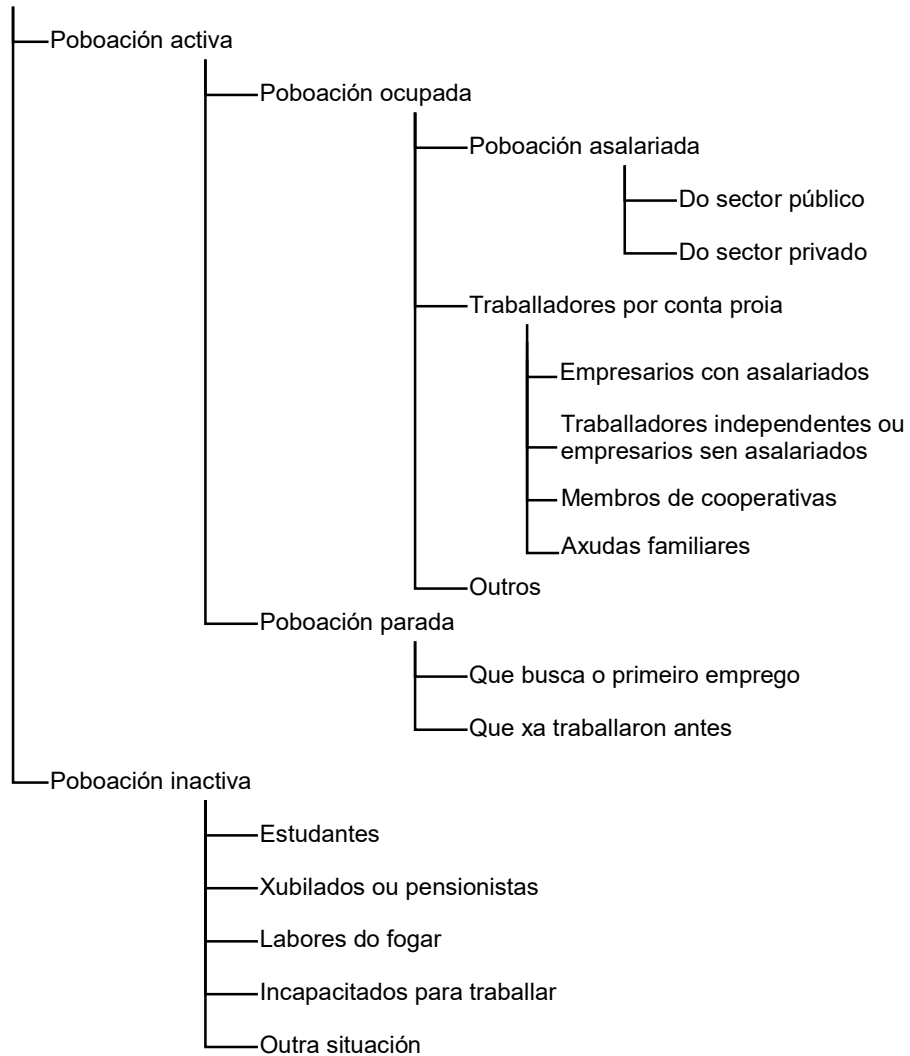 Poboación activa
Poboación ocupada
Poboación asalariada
Do sector público
Do sector privado
Traballadores por conta proia
Empresarios con asalariados
Traballadores independentes ou
empresarios sen asalariados
Membros de cooperativas
Axudas familiares
Outros
Poboación parada
Que busca o primeiro emprego
Que xa traballaron antes
Poboación inactiva
Estudantes
Xubilados ou pensionistas
Labores do fogar
Incapacitados para traballar
Outra situación